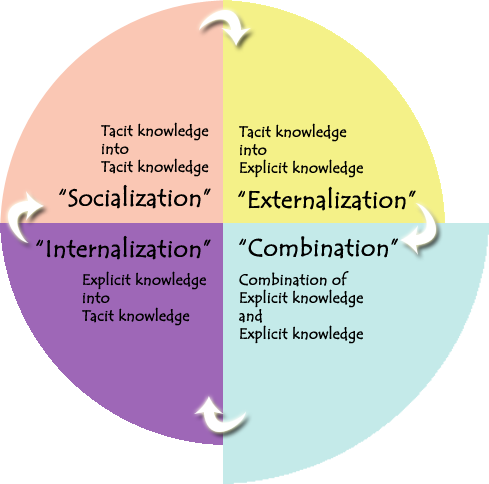 Tacit knowledge
into
Tacit knowledge
“Socialization”
Tacit knowledge
into
Explicit knowledge
“Externalization”
“Internalization”
Explicit knowledge
into
Tacit knowledge
“Combination”
Combination of
Explicit knowledge
and
Explicit knowledge